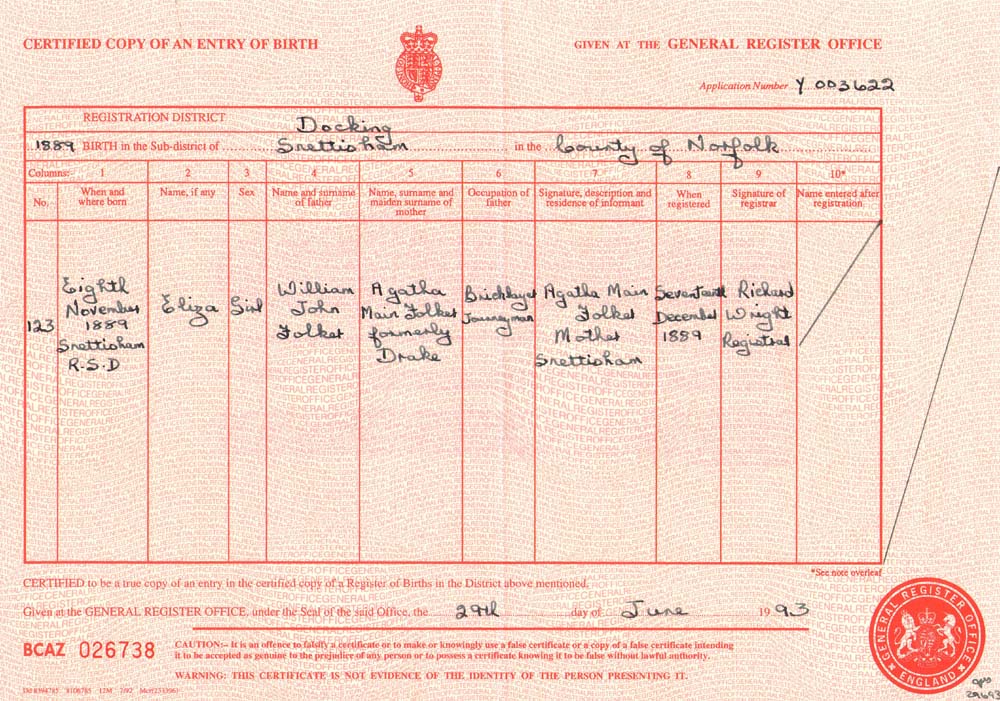 CERTIFIED COPY OF AN ENTRY OF BIRTH
GIVEN AT THE GENERAL REGISTER OFFICE
Application Number Y 003622
REGISTRATION DISTRICT Docking
1889 BIRTH in the Sub-district of Snettisham in the County of Norfolk
Columns: 1 2 3 4 5 6 7 8 9 10*
No.
When and
where born
Name, if any
Sex
Name and surname
of father
Name, surname and
maiden surname of
mother
Occupation of
father
Signature, description and
residence of informant
When
registered
Signature of
registrar
Name entered after
registration
123
Eighth
November
1889
Snettisham
R.S.D
Eliza
Girl
William
John
Folker
Agatha
Main Folker
formerly
Drake
Bricklayer
Journeyman
Agatha Main
Folker
Mother
Snettisham
Seventeenth
December
1889
Richard
Wright
Registrar
*See note overleaf
CERTIFIED to be a true copy of an entry in the certified copy of a Register of Births in the District above mentioned.
Given at the GENERAL REGISTER OFFICE, under the Seal of the said Office, the 29th day of June 1993
BCAZ 026738
CAUTION:- It is an offence to falsify a certificate or to make or knowingly use a false certificate or a copy of a false certificate intending
it to be accepted as genuine to the prejudice of any person or to possess a certificate knowing it to be false without lawful authority.
WARNING: THIS CERTIFICATE IS NOT EVIDENCE OF THE IDENTITY OF THE PERSON PRESENTING IT.
8106785 12M 7/92
GENERAL REGISTER OFFICE
ENGLAND